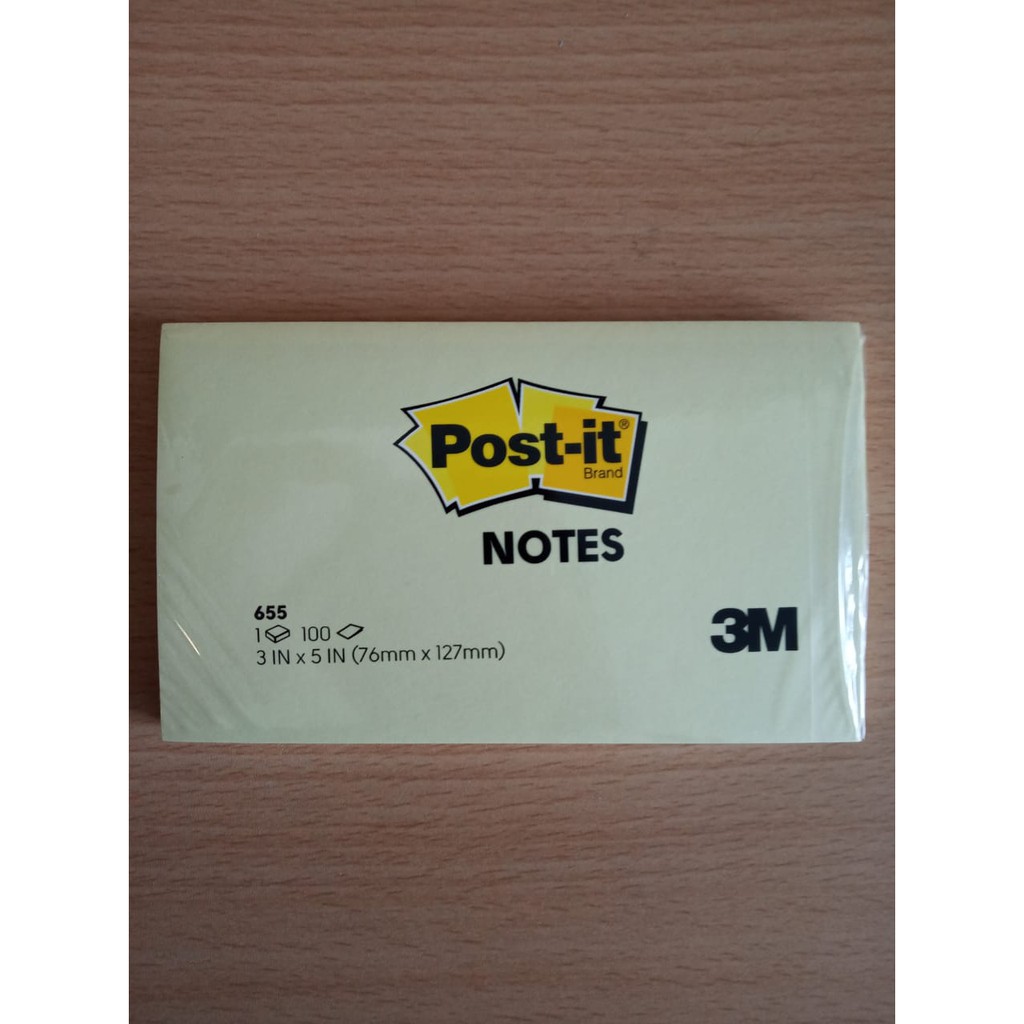 Post-it®
Brand
NOTES
655
1 100
3 IN x 5 IN (76mm x 127mm)
3M